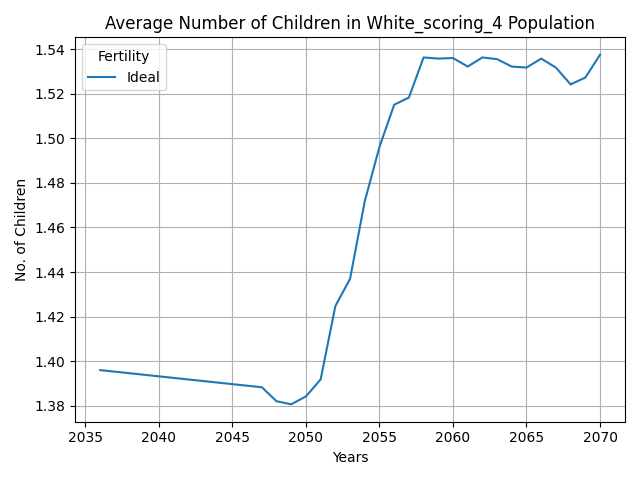 Average Number of Children in White_scoring_4 Population
Fertility
Ideal
No. of Children
1.54
1.52
1.50
1.48
1.46
1.44
1.42
1.40
1.38
2035 2040 2045 2050 2055 2060 2065 2070
Years